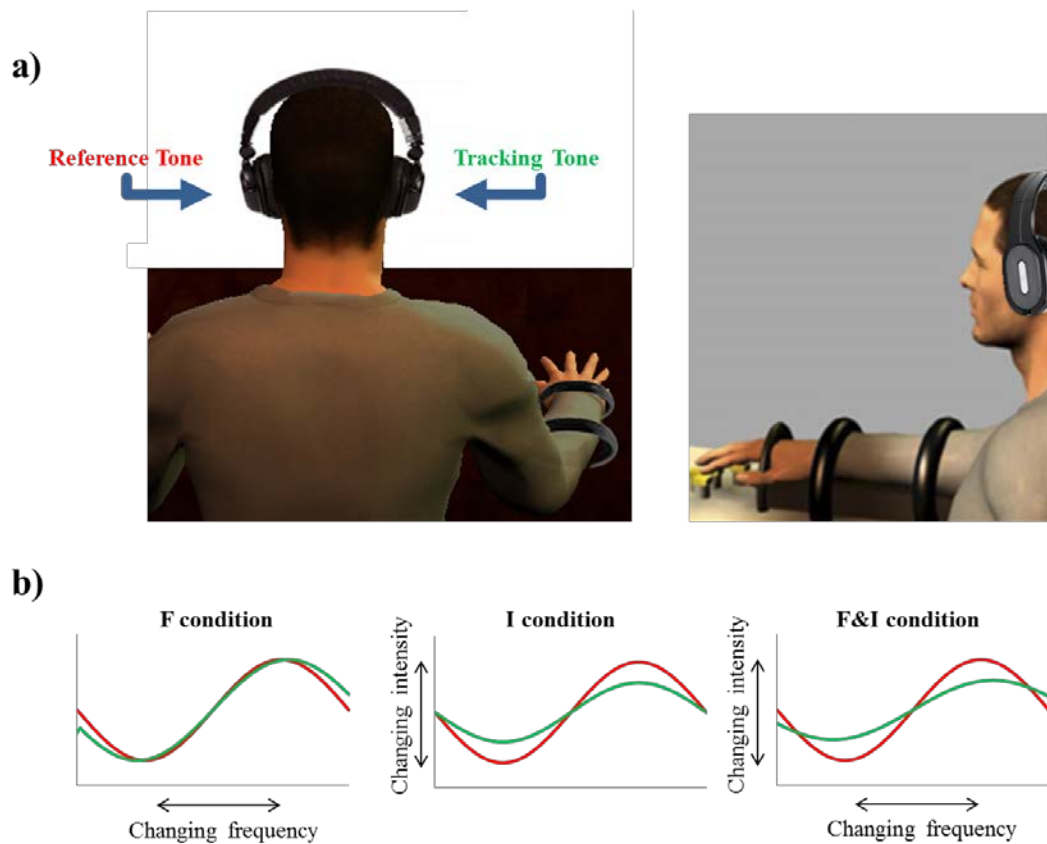 a)
Reference Tone
Tracking Tone
b)
F condition
I condition
F&I condition
Changing intensity
Changing intensity
Changing frequency
Changing frequency